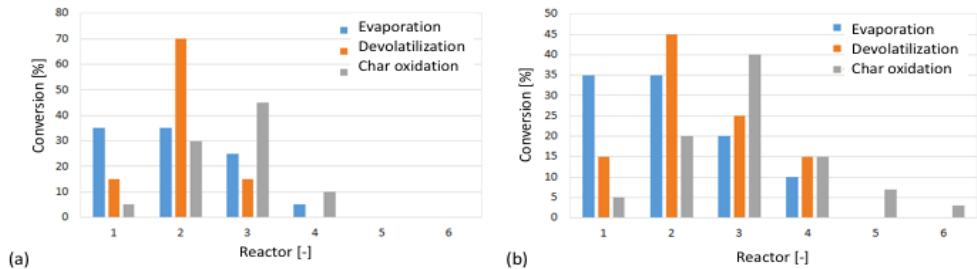 80
70
60
50
40
30
20
10
0
Conversion [%]
Evaporation
Devolatilization
Char oxidation
1 2 3 4 5 6
Reactor [-]
(a)
50
45
40
35
30
25
20
15
10
5
0
Conversion [%]
Evaporation
Devolatilization
Char oxidation
1 2 3 4 5 6
Reactor [-]
(b)